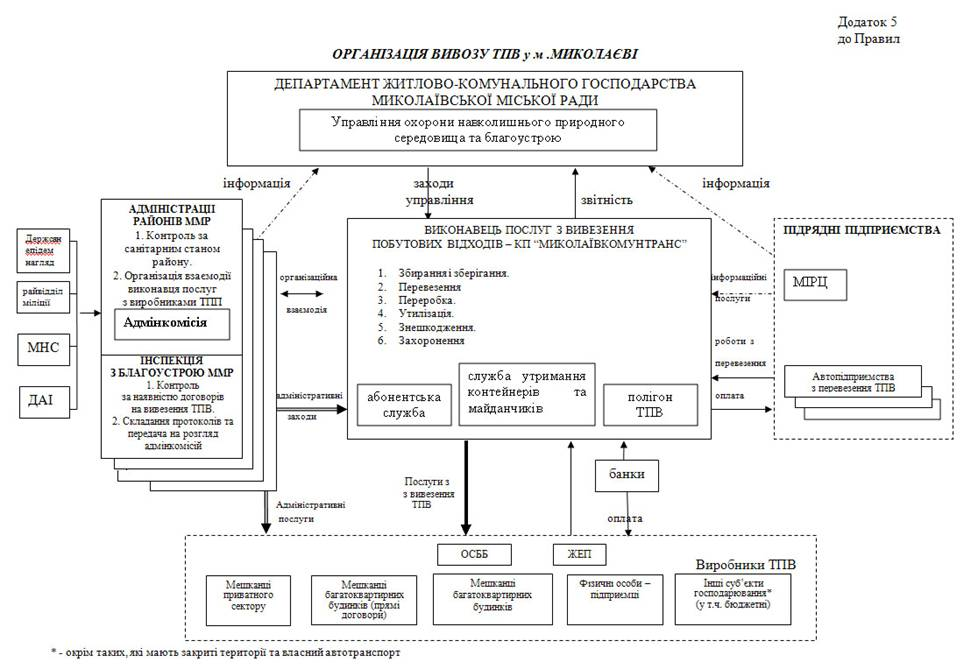 Додаток 5
до Правил
ОРГАНІЗАЦІЯ ВИВОЗУ ТПВ у м .МИКОЛАЄВІ
ДЕПАРТАМЕНТ ЖИТЛОВО-КОМУНАЛЬНОГО ГОСПОДАРСТВА
МИКОЛАЇВСЬКОЇ МІСЬКОЇ РАДИ
Управління охорони навколишнього природного
середовища та благоустрою
інформація
заходи
управління
звітність
інформація
Держсан
епідем
нагляд
райвідділ
міліції
МНС
ДАІ
АДМІНІСТРАЦІЇ
РАЙОНІВ ММР
1. Контроль за
санітарним станом
району.
2. Організація взаємодії
виконавця послуг
з виробниками ТПП
Адмінкомісія
ІНСПЕКЦІЯ
З БЛАГОУСТРОЮ ММР
1. Контроль
за наявністю договорів
на вивезення ТПВ.
2. Складання протоколів та
передача на розгляд
адмінкомісій
організаційна
взаємодія
адміністративні
заходи
ВИКОНАВЕЦЬ ПОСЛУГ З ВИВЕЗЕННЯ
ПОБУТОВИХ ВІДХОДІВ – КП “МИКОЛАЇВКОМУНТРАНС”
1. Збирання і зберігання.
2. Перевезення
3. Переробка.
4. Утилізація.
5. Знешкодження.
6. Захоронення
абонентська
служба
служба утримання
контейнерів та
майданчиків
полігон
ТПВ
інформаційні
послуги
роботи з
перевезення
оплата
ПІДРЯДНІ ПІДПРИЄМСТВА
МІРЦ
Автопідприємства
з перевезення ТПВ
Адміністративні
послуги
Послуги з
з вивезення
ТПВ
банки
оплата
ОСББ
ЖЕП
Виробники ТПВ
Мешканці
приватного
сектору
Мешканці
багатоквартирних
будинків (прямі
договори)
Мешканці
багатоквартирних
будинків
Фізичні особи –
підприємці
Інші суб’єкти
господарювання*
(у т.ч. бюджетні)
* - окрім таких, які мають закриті території та власний автотранспорт